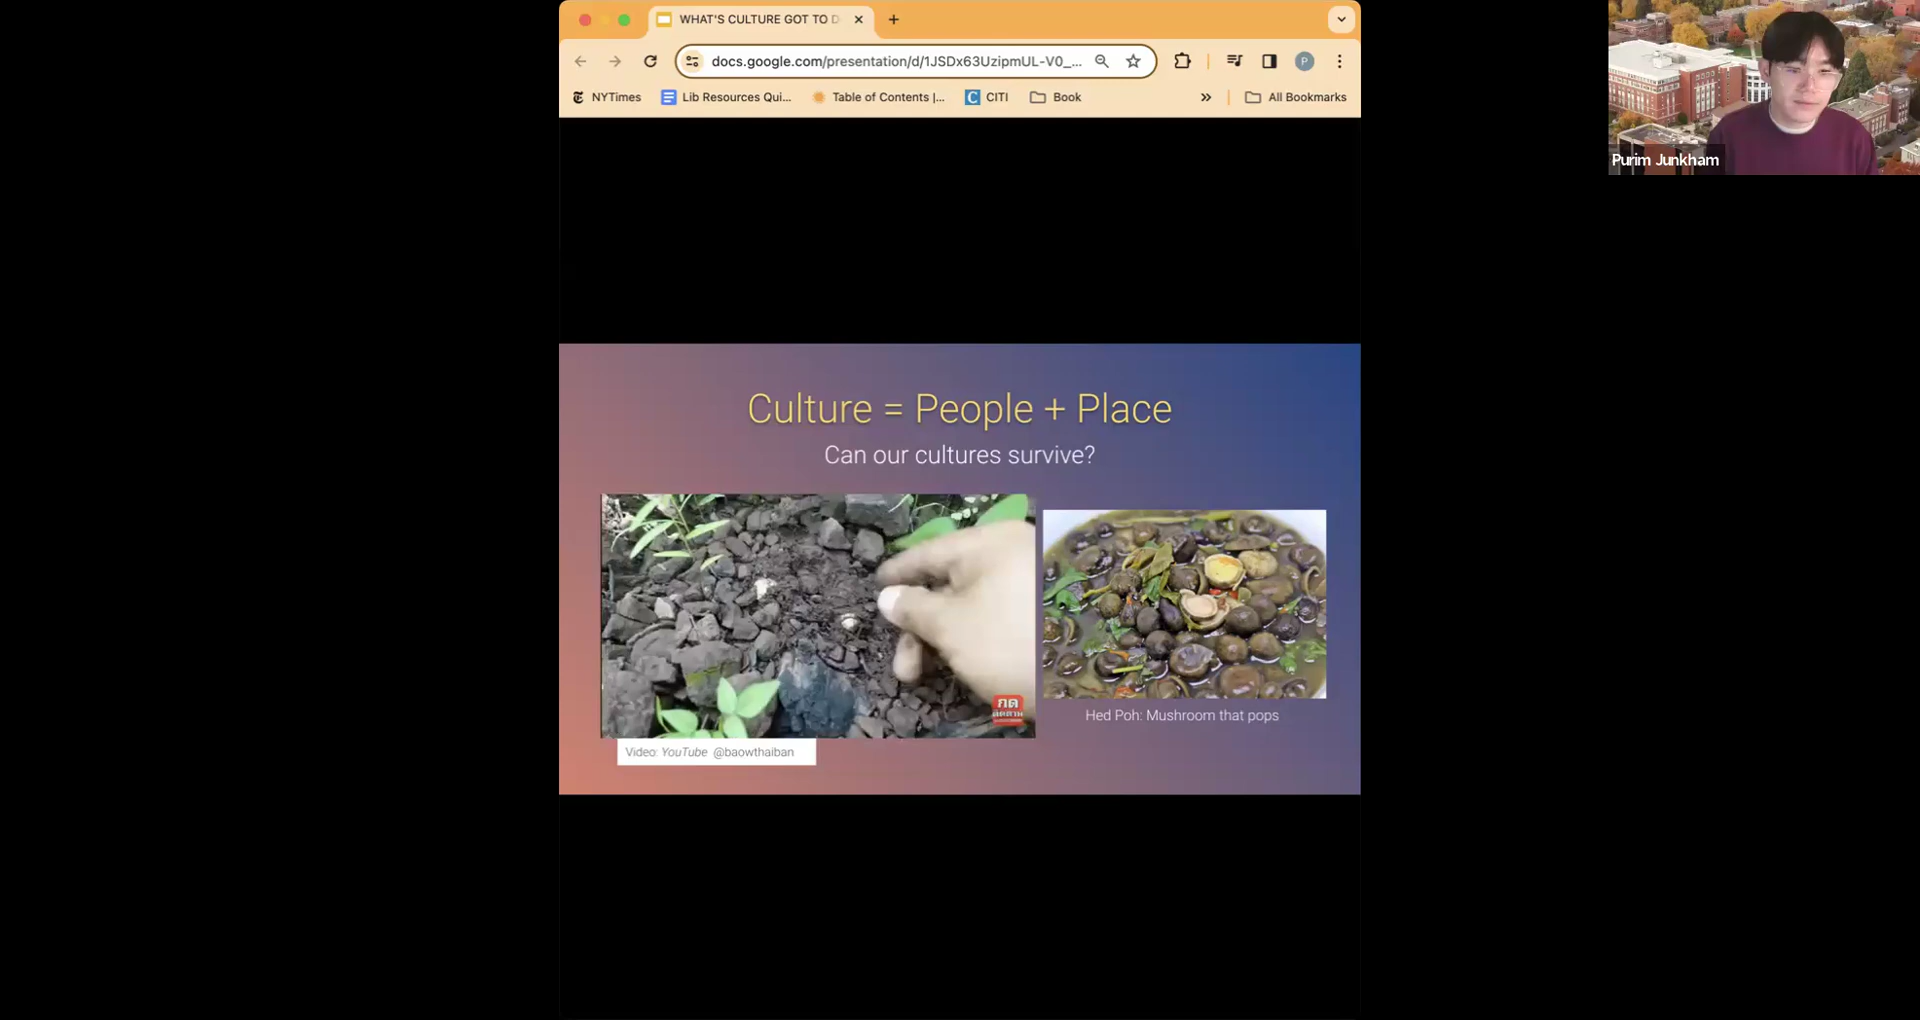 WHAT'S CULTURE GOT TO D
docs.google.com/presentation/d/1JSDx63UzipmUL-V0_...
NYTimes
Lib Resources Qui...
Table of Contents |...
C
CITI
Book
»
All Bookmarks
P
Purim Junkham
Culture = People + Place
Can our cultures survive?
กด
Hed Poh: Mushroom that pops
Video: YouTube @baowthaiban